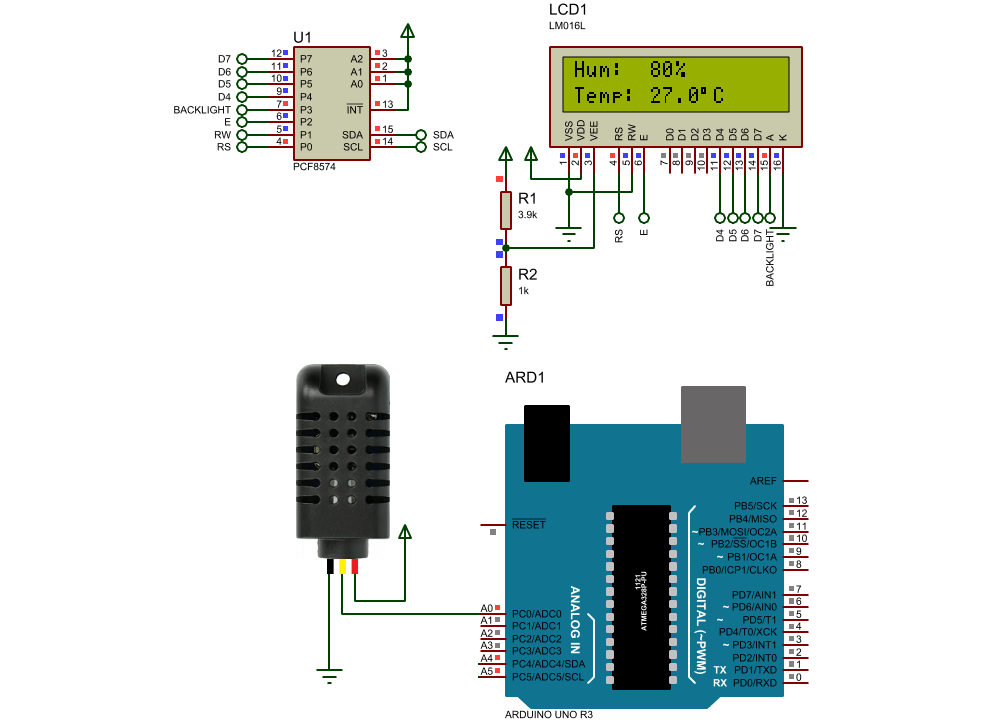 LCD1
LM016L
U1
D7 12 P7 A2 3
D6 11 P6 A1 2
D5 10 P5 A0 1
D4 9 P4
BACKLIGHT 7 P3 INT 13
E 6 P2
RW 5 P1 SDA 15 SDA
RS 4 P0 SCL 14 SCL
PCF8574
Hum: 80%
Temp: 27.0°C
VSS VDD VEE RS RW E D0 D1 D2 D3 D4 D5 D6 D7 A K
1 2 3 4 5 6 7 8 9 10 11 12 13 14 15 16
R1
3.9k
RS E D4 D5 D6 D7 BACKLIGHT
R2
1k
ARD1
AREF
RESET
PB5/SCK 13
PB4/MISO 12
~PB3/MOSI/OC2A 11
~ PB2/SS/OC1B 10
~ PB1/OC1A 9
PB0/ICP1/CLKO 8
1121
ATMEGA328P-PU
ANALOG IN
DIGITAL (~PWM)
PD7/AIN1 7
~ PD6/AIN0 6
~ PD5/T1 5
PD4/T0/XCK 4
~ PD3/INT1 3
PD2/INT0 2
TX PD1/TXD 1
RX PD0/RXD 0
A0 PC0/ADC0
A1 PC1/ADC1
A2 PC2/ADC2
A3 PC3/ADC3
A4 PC4/ADC4/SDA
A5 PC5/ADC5/SCL
ARDUINO UNO R3